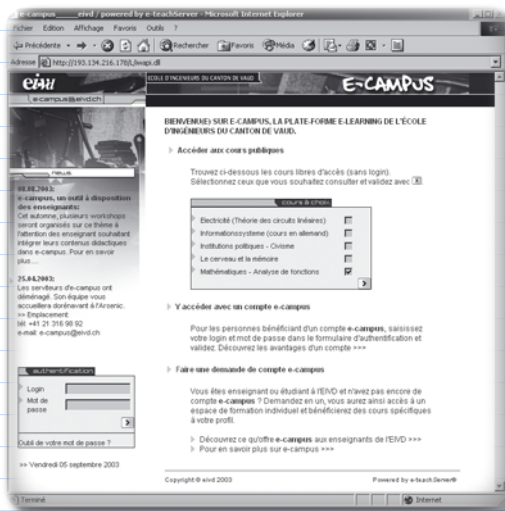 e-campus_____eivd / powered by e-teachServer - Microsoft Internet Explorer
Fichier Edition Affichage Favoris Outils ?
Précédente Rechercher Favoris Média
Adresse http://193.134.216.178/L/iwapi.dll
eivd
ECOLE D'INGENIEURS DU CANTON DE VAUD
E-CAMPUS
e-campus@eivd.ch
news
08.08.2003:
e-campus, un outil à disposition
des enseignants:
Cet automne, plusieurs workshops
seront organisés sur ce thème à
l'attention des enseignant souhaitant
intégrer leurs contenus didactiques
dans e-campus. Pour en savoir
plus....
25.04.2003:
Les serviteurs d'e-campus ont
déménagé. Son équipe vous
accueillera dorénavant à l'Arsenic.
>> Emplacement
tél: +41 21 316 98 92
e-mail: e-campus@eivd.ch
authentification
Login
Mot de
passe
Oubli de votre mot de passe ?
>> Vendredi 05 septembre 2003
BIENVENU(E) SUR E-CAMPUS, LA PLATE-FORME E-LEARNING DE L'ÉCOLE
D'INGÉNIEURS DU CANTON DE VAUD.
Accéder aux cours publiques
Trouvez ci-dessous les cours libres d'accès (sans login).
Sélectionnez ceux que vous souhaitez consulter et validez avec
cours à choix
Electricité (Théorie des circuits linéaires)
Informationssysteme (cours en allemand)
Institutions politiques - Civisme
Le cerveau et la mémoire
Mathématiques - Analyse de fonctions
Y accéder avec un compte e-campus
Pour les personnes bénéficiant d'un compte e-campus, saisissez
votre login et mot de passe dans le formulaire d'authentification et
validez. Découvrez les avantages d'un compte >>>
Faire une demande de compte e-campus
Vous êtes enseignant ou étudiant à l'EIVD et n'avez pas encore de
compte e-campus ? Demandez en un, vous aurez ainsi accès à un
espace de formation individuel et bénéficierez des cours spécifiques
à votre profil.
Découvrez ce qu'offre e-campus aux enseignants de l'EIVD >>>
Pour en savoir plus sur e-campus >>>
Copyright © eivd 2003 Powered by e-teach Server®
Terminé Internet